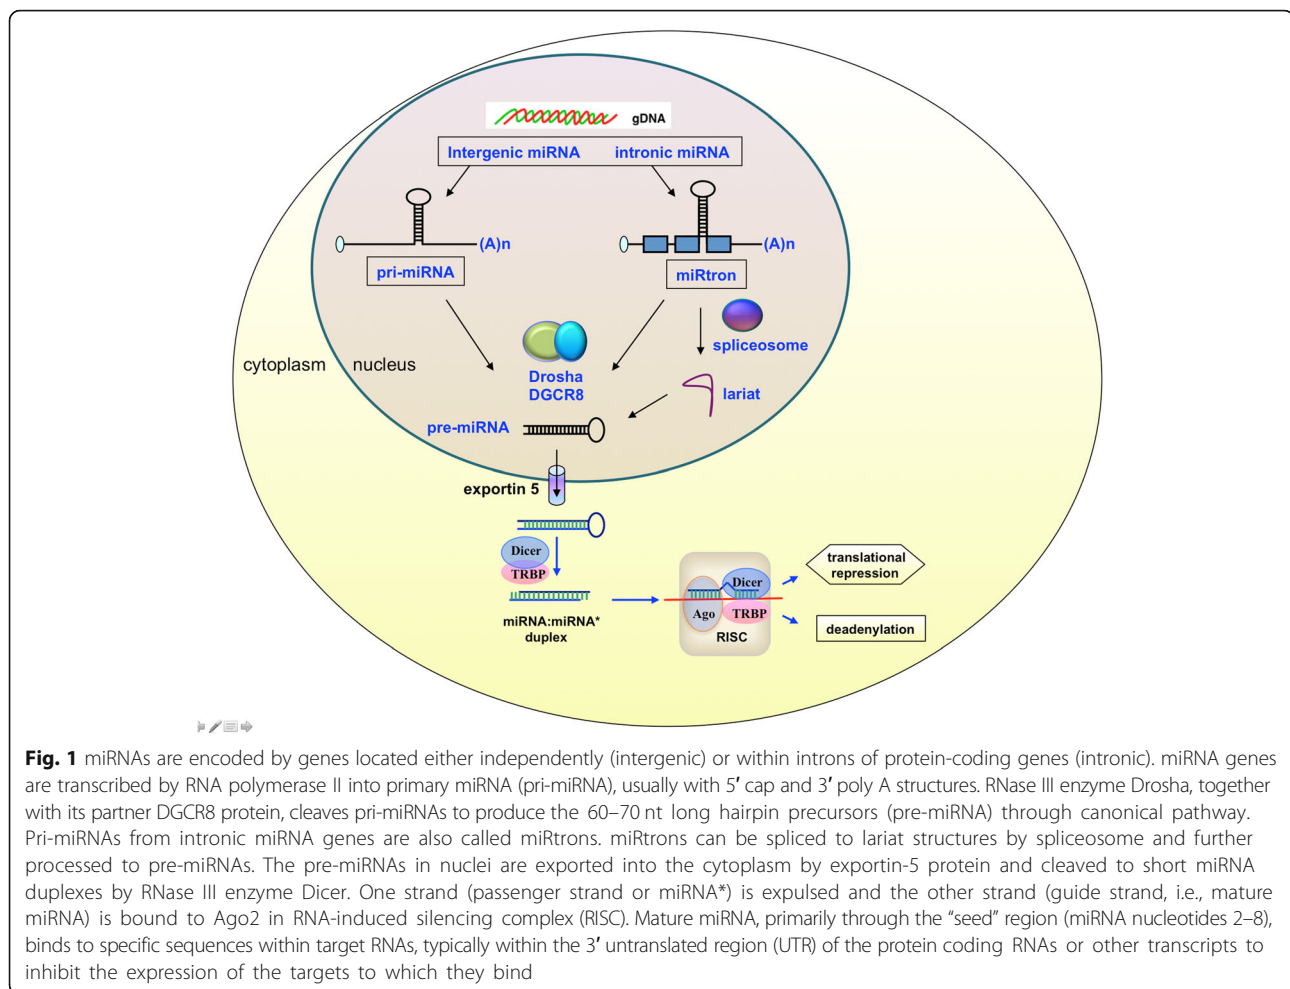 gDNA
Intergenic miRNA intronic miRNA
(A)n (A)n
pri-miRNA miRtron
spliceosome
cytoplasm nucleus
Drosha
DGCR8
lariat
pre-miRNA
exportin 5
Dicer
TRBP
miRNA:miRNA*
duplex
Dicer
Ago TRBP
RISC
translational
repression
deadenylation
Fig. 1 miRNAs are encoded by genes located either independently (intergenic) or within introns of protein-coding genes (intronic). miRNA genes
are transcribed by RNA polymerase II into primary miRNA (pri-miRNA), usually with 5′ cap and 3′ poly A structures. RNase III enzyme Drosha, together
with its partner DGCR8 protein, cleaves pri-miRNAs to produce the 60–70 nt long hairpin precursors (pre-miRNA) through canonical pathway.
Pri-miRNAs from intronic miRNA genes are also called miRtrons. miRtrons can be spliced to lariat structures by spliceosome and further
processed to pre-miRNAs. The pre-miRNAs in nuclei are exported into the cytoplasm by exportin-5 protein and cleaved to short miRNA
duplexes by RNase III enzyme Dicer. One strand (passenger strand or miRNA*) is expulsed and the other strand (guide strand, i.e., mature
miRNA) is bound to Ago2 in RNA-induced silencing complex (RISC). Mature miRNA, primarily through the “seed” region (miRNA nucleotides 2–8),
binds to specific sequences within target RNAs, typically within the 3′ untranslated region (UTR) of the protein coding RNAs or other transcripts to
inhibit the expression of the targets to which they bind